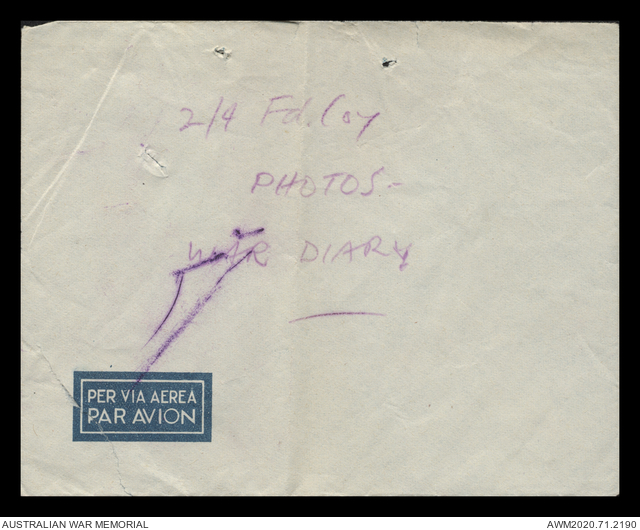 2/4 Fd. Coy
PHOTOS-
WAR DIARY
PER VIA AEREA
PAR AVION
AUSTRALIAN WAR MEMORIAL
AWM2020.71.2190